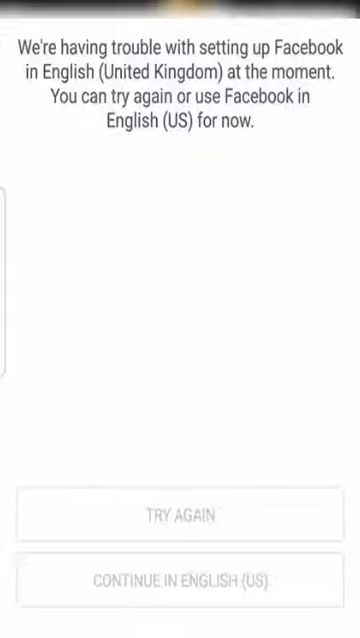 We're having trouble with setting up Facebook
in English (United Kingdom) at the moment.
You can try again or use Facebook in
English (US) for now.
TRY AGAIN
CONTINUE IN ENGLISH (US)